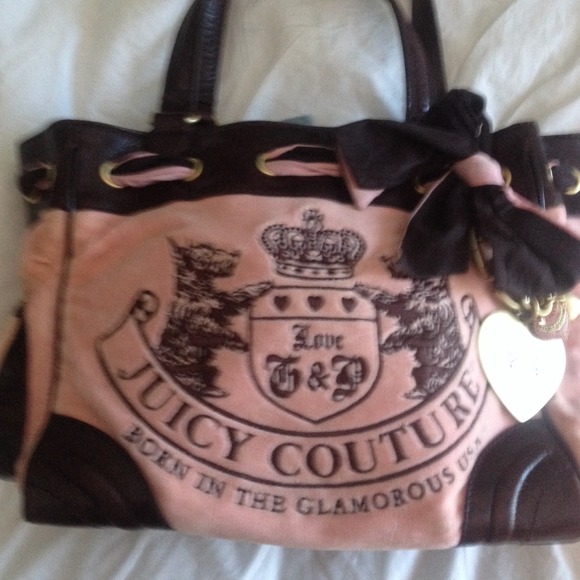 Love
G&P
JUICY COUTURE
BORN IN THE GLAMOROUS USA